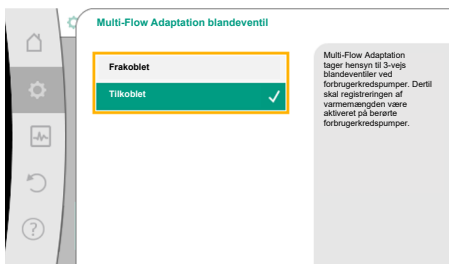 Multi-Flow Adaptation blandeventil
Frakoblet
Tilkoblet
Multi-Flow Adaptation
tager hensyn til 3-vejs
blandeventiler ved
forbrugerkredspumper. Dertil
skal registreringen af
varmemængden være
aktiveret på berørte
forbrugerkredspumper.